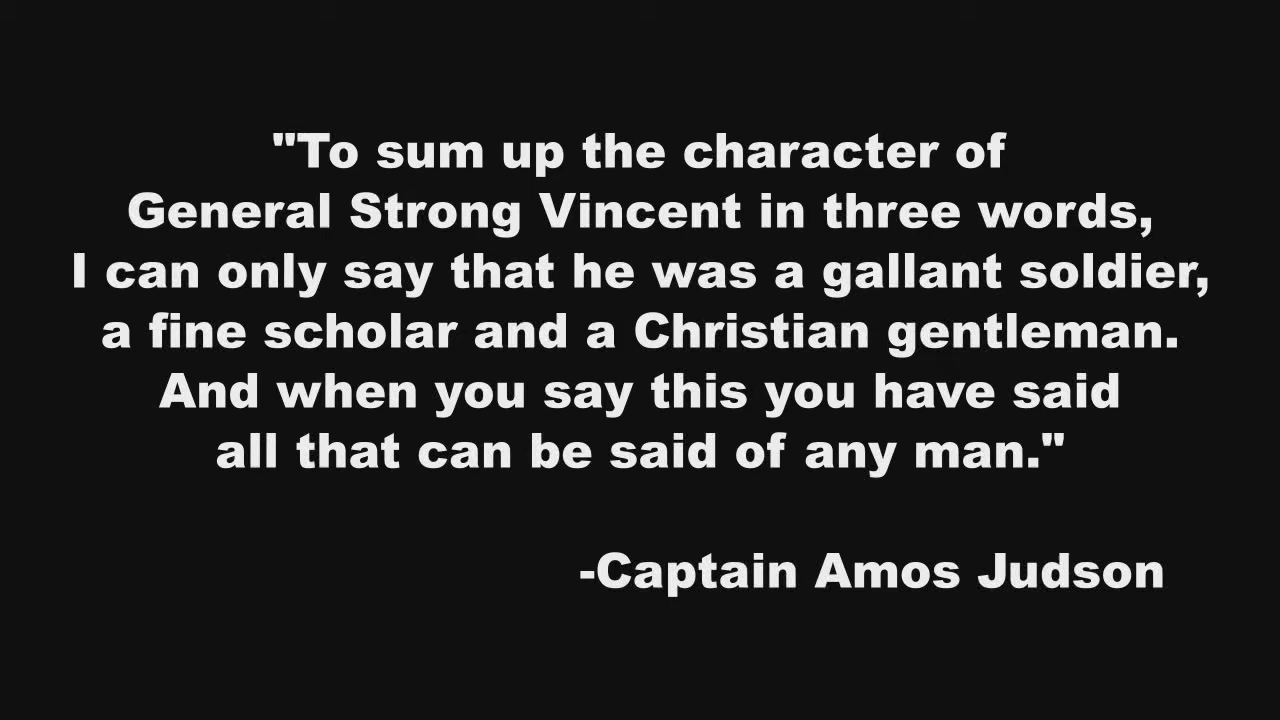 "To sum up the character of
General Strong Vincent in three words,
I can only say that he was a gallant soldier,
a fine scholar and a Christian gentleman.
And when you say this you have said
all that can be said of any man."
-Captain Amos Judson